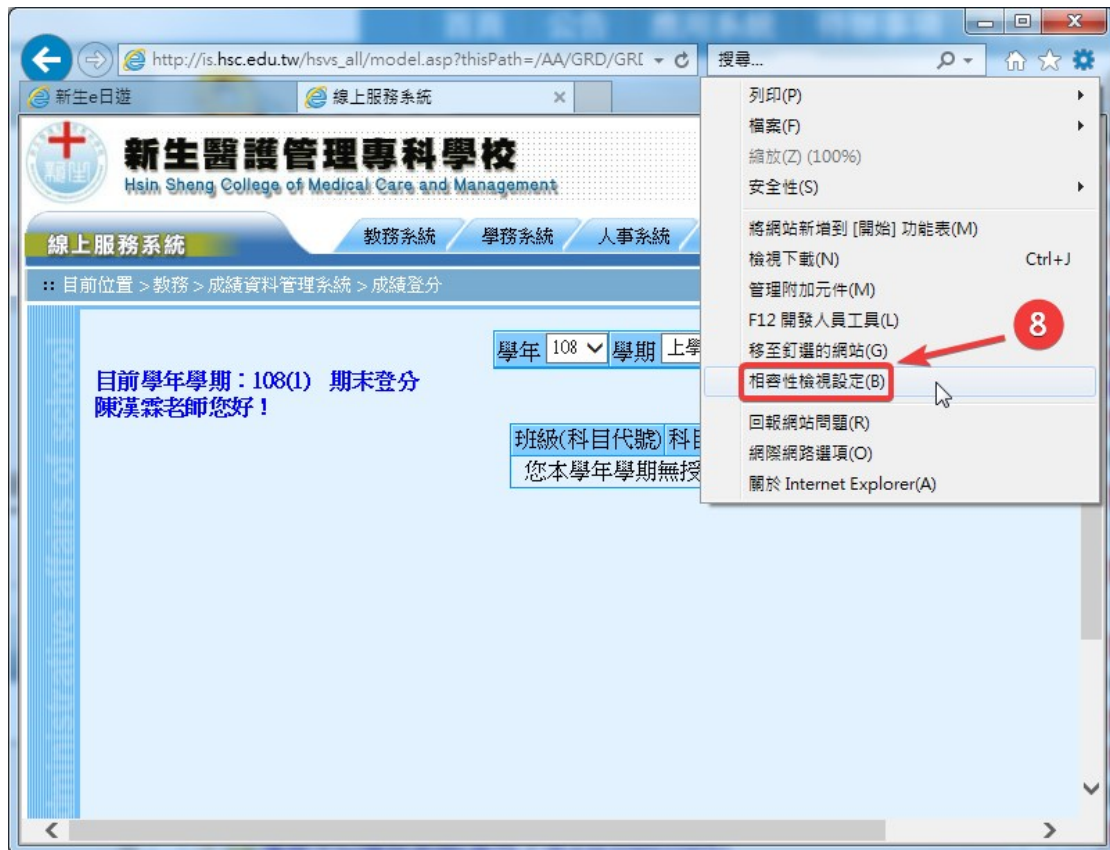 http://is.hsc.edu.tw/hsvs_all/model.asp?thisPath=/AA/GRD/GRD
搜尋...
新生e日遊
線上服務系統
新生醫護管理專科學校
Hsin Sheng College of Medical Care and Management
線上服務系統
教務系統
學務系統
人事系統
:: 目前位置 > 教務 > 成績資料管理系統 > 成績登分
學年 108 學期 上學
目前學年學期：108(1) 期末登分
陳漢霖老師您好！
班級(科目代號) 科目
您本學年學期無授
administrative affairs of school
列印(P)
檔案(F)
縮放(Z) (100%)
安全性(S)
將網站新增到 [開始] 功能表(M)
檢視下載(N) Ctrl+J
管理附加元件(M)
F12 開發人員工具(L)
移至釘選的網站(G)
相容性檢視設定(B)
8
回報網站問題(R)
網際網路選項(O)
關於 Internet Explorer(A)